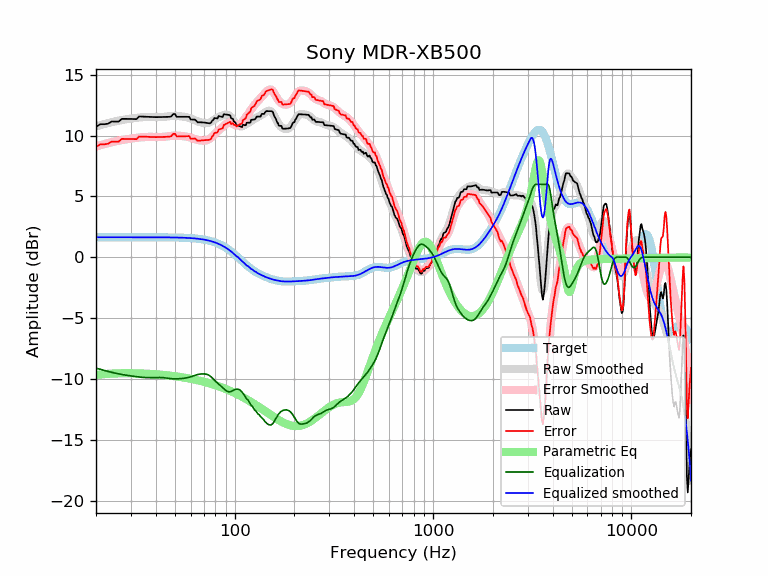 Sony MDR-XB500
15
10
5
0
−5
−10
−15
−20
Amplitude (dBr)
Target
Raw Smoothed
Error Smoothed
Raw
Error
Parametric Eq
Equalization
Equalized smoothed
100
1000
10000
Frequency (Hz)